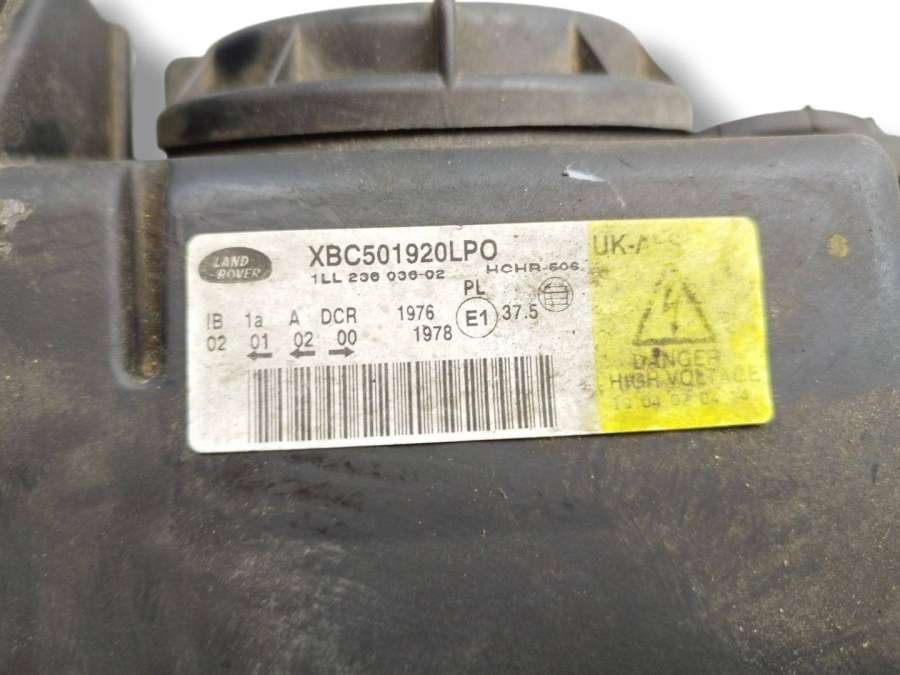 LAND
ROVER
XBC501920LPO
1LL 236 036-02
HCHR 506
PL
IB 1a A DCR 1976
E1
37.5
02 01 02 00 1978
DANGER
HIGH VOLTAGE